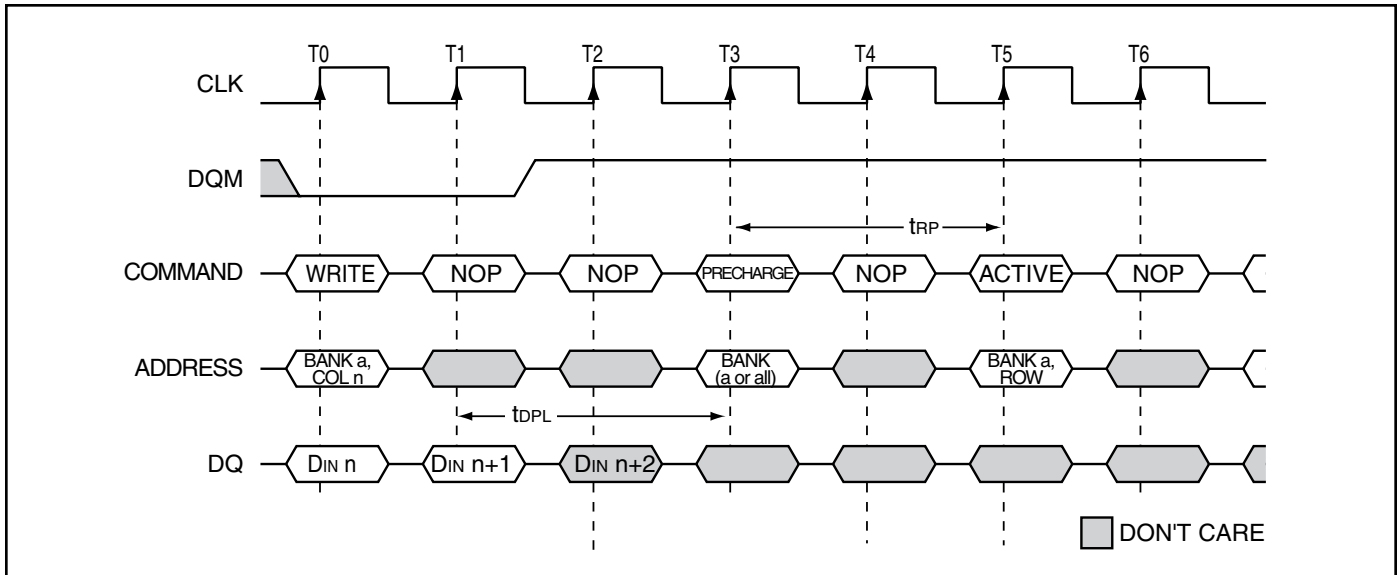 T0 T1 T2 T3 T4 T5 T6
CLK
DQM
tRP
COMMAND WRITE NOP NOP PRECHARGE NOP ACTIVE NOP
ADDRESS BANK a, COL n BANK (a or all) BANK a, ROW
tDPL
DQ DIN n DIN n+1 DIN n+2
DON'T CARE